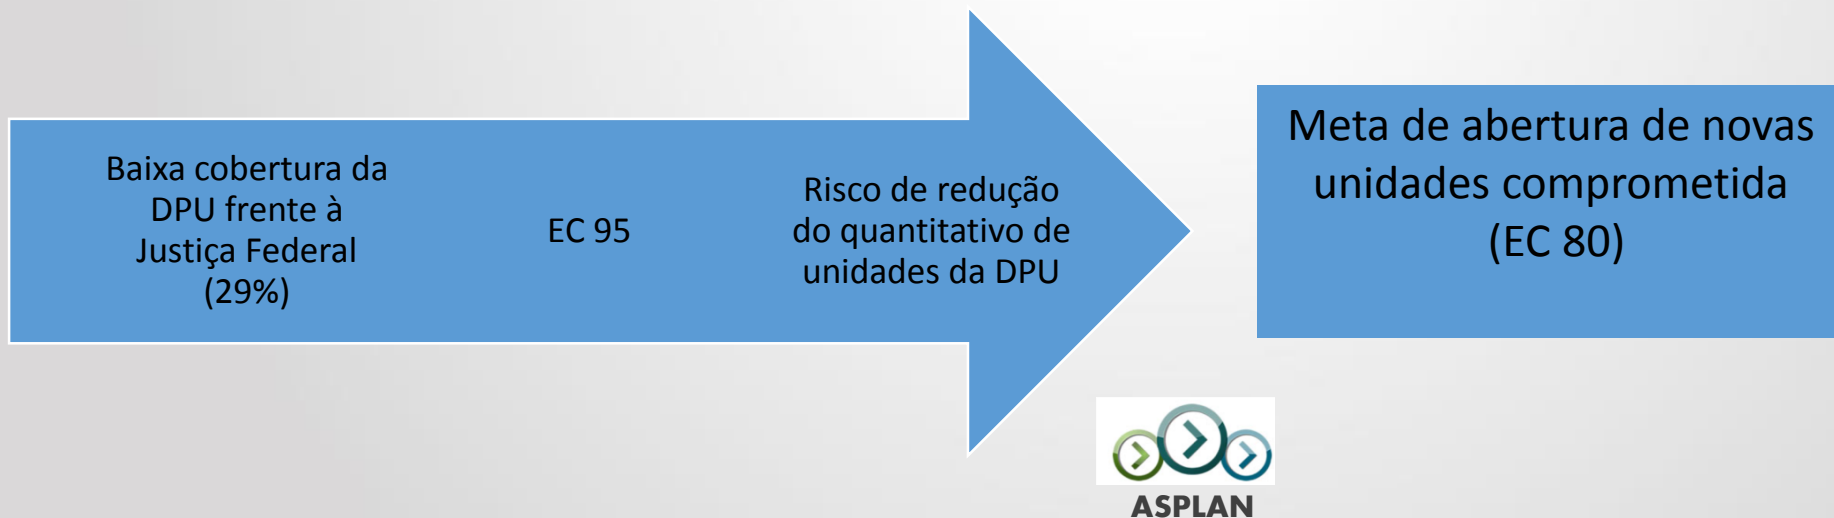 Baixa cobertura da
DPU frente à
Justiça Federal
(29%)
EC 95
Risco de redução
do quantitativo de
unidades da DPU
Meta de abertura de novas
unidades comprometida
(EC 80)
ASPLAN